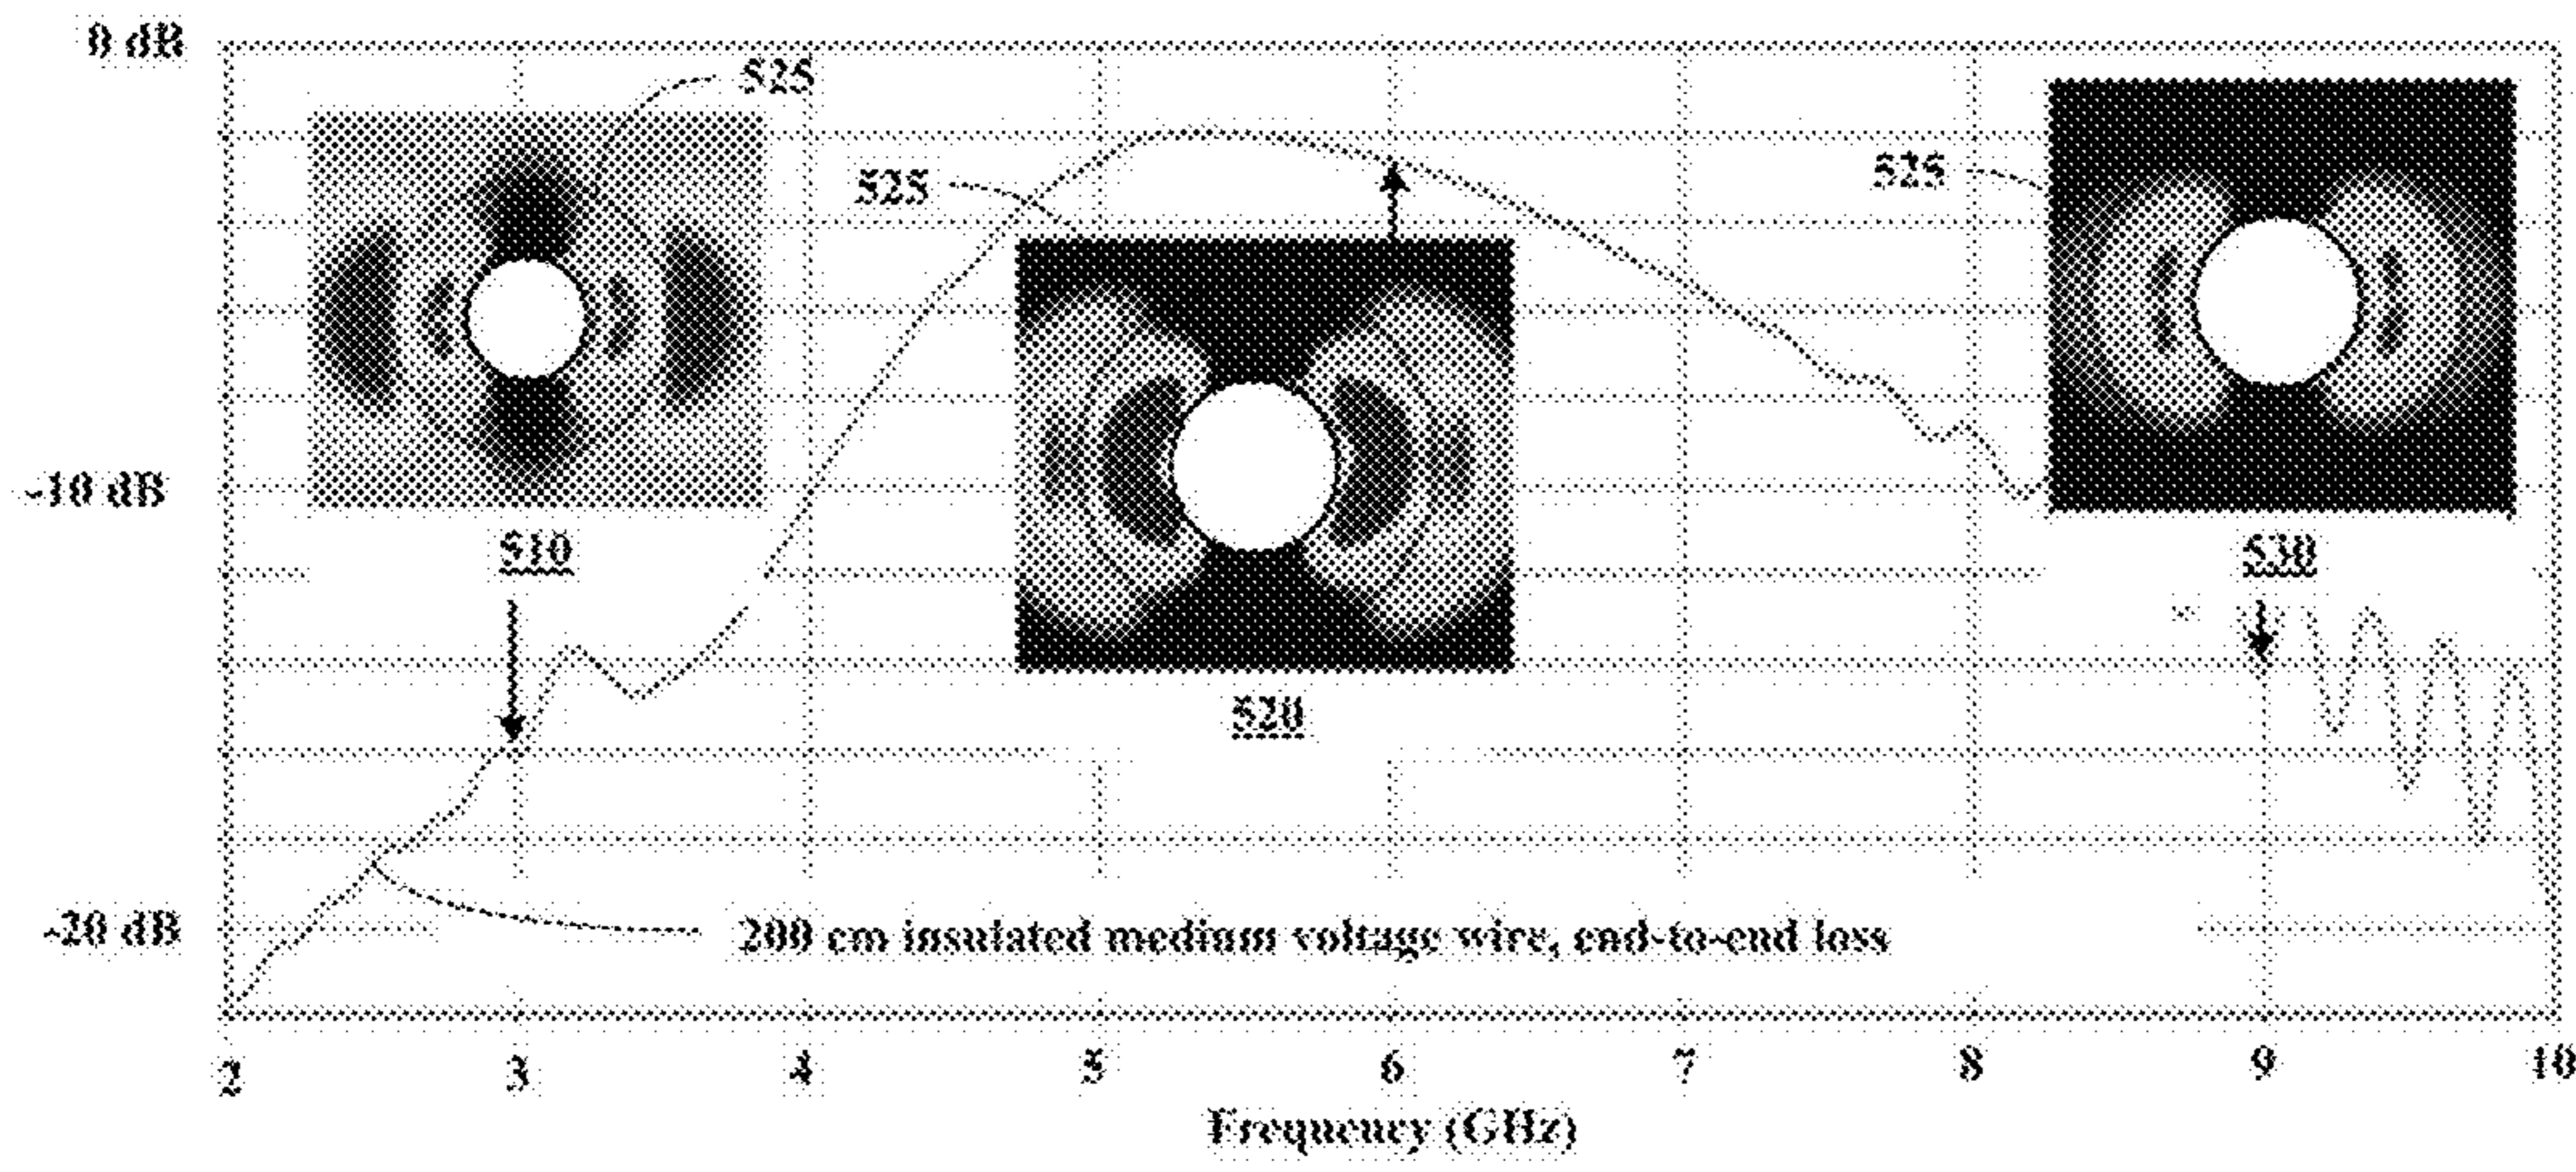 0 dB
525
525
525
-10 dB
510
530
520
-20 dB
200 cm insulated medium voltage wire, end-to-end loss
2 3 4 5 6 7 8 9 10
Frequency (GHz)